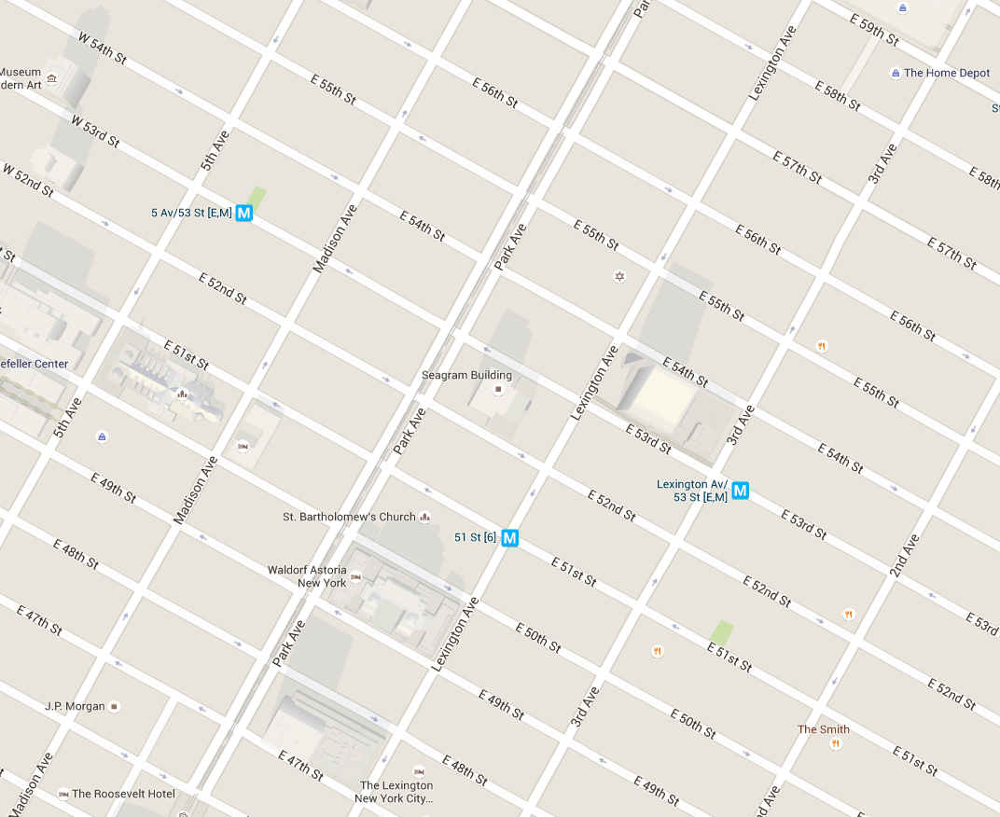 Par
E 59th St
Lexington Ave
The Home Depot
W 54th St
Museum
dern Art
E 55th St
E 56th St
E 58th St
St
W 53rd St
5th Ave
3rd Ave
E 57th St
E 58th
W 52nd St
5 Av/53 St [E,M]
Madison Ave
E 54th St
Park Ave
E 55th St
E 56th St
E 57th St
t St
E 52nd St
E 55th St
E 56th St
E 51st St
efeller Center
Seagram Building
Lexington Ave
E 54th St
E 55th St
5th Ave
Park Ave
E 53rd St
3rd Ave
E 54th St
Madison Ave
E 49th St
Lexington Av/
53 St [E,M]
E 52nd St
E 53rd St
St. Bartholomew's Church
51 St [6]
E 48th St
Waldorf Astoria
New York
E 51st St
2nd Ave
E 52nd St
E 53rd
E 47th St
Park Ave
Lexington Ave
E 50th St
E 51st St
J.P. Morgan
E 49th St
3rd Ave
E 50th St
E 52nd St
The Smith
Madison Ave
E 47th St
E 48th St
E 51st St
The Roosevelt Hotel
The Lexington
New York City...
E 49th St
nd Ave